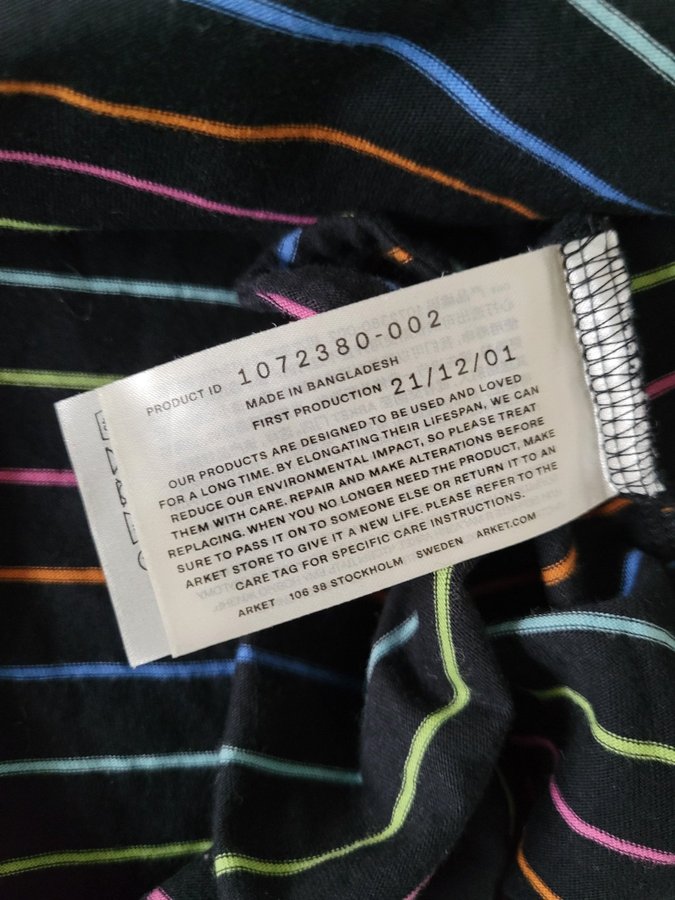 PRODUCT ID 1072380-002
MADE IN BANGLADESH
FIRST PRODUCTION 21/12/01
OUR PRODUCTS ARE DESIGNED TO BE USED AND LOVED
FOR A LONG TIME. BY ELONGATING THEIR LIFESPAN, WE CAN
REDUCE OUR ENVIRONMENTAL IMPACT, SO PLEASE TREAT
THEM WITH CARE. REPAIR AND MAKE ALTERATIONS BEFORE
REPLACING. WHEN YOU NO LONGER NEED THE PRODUCT, MAKE
SURE TO PASS IT ON TO SOMEONE ELSE OR RETURN IT TO AN
ARKET STORE TO GIVE IT A NEW LIFE. PLEASE REFER TO THE
CARE TAG FOR SPECIFIC CARE INSTRUCTIONS.
ARKET 106 38 STOCKHOLM SWEDEN ARKET.COM